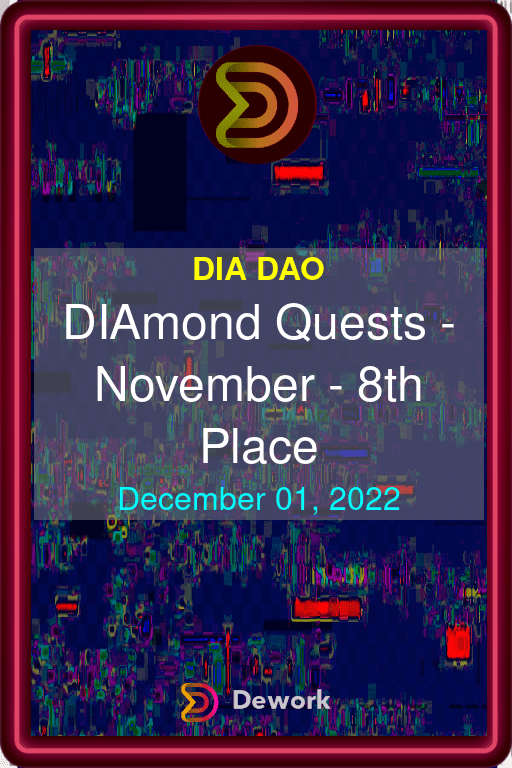 DIA DAO
DIAmond Quests -
November - 8th
Place
December 01, 2022
Dework